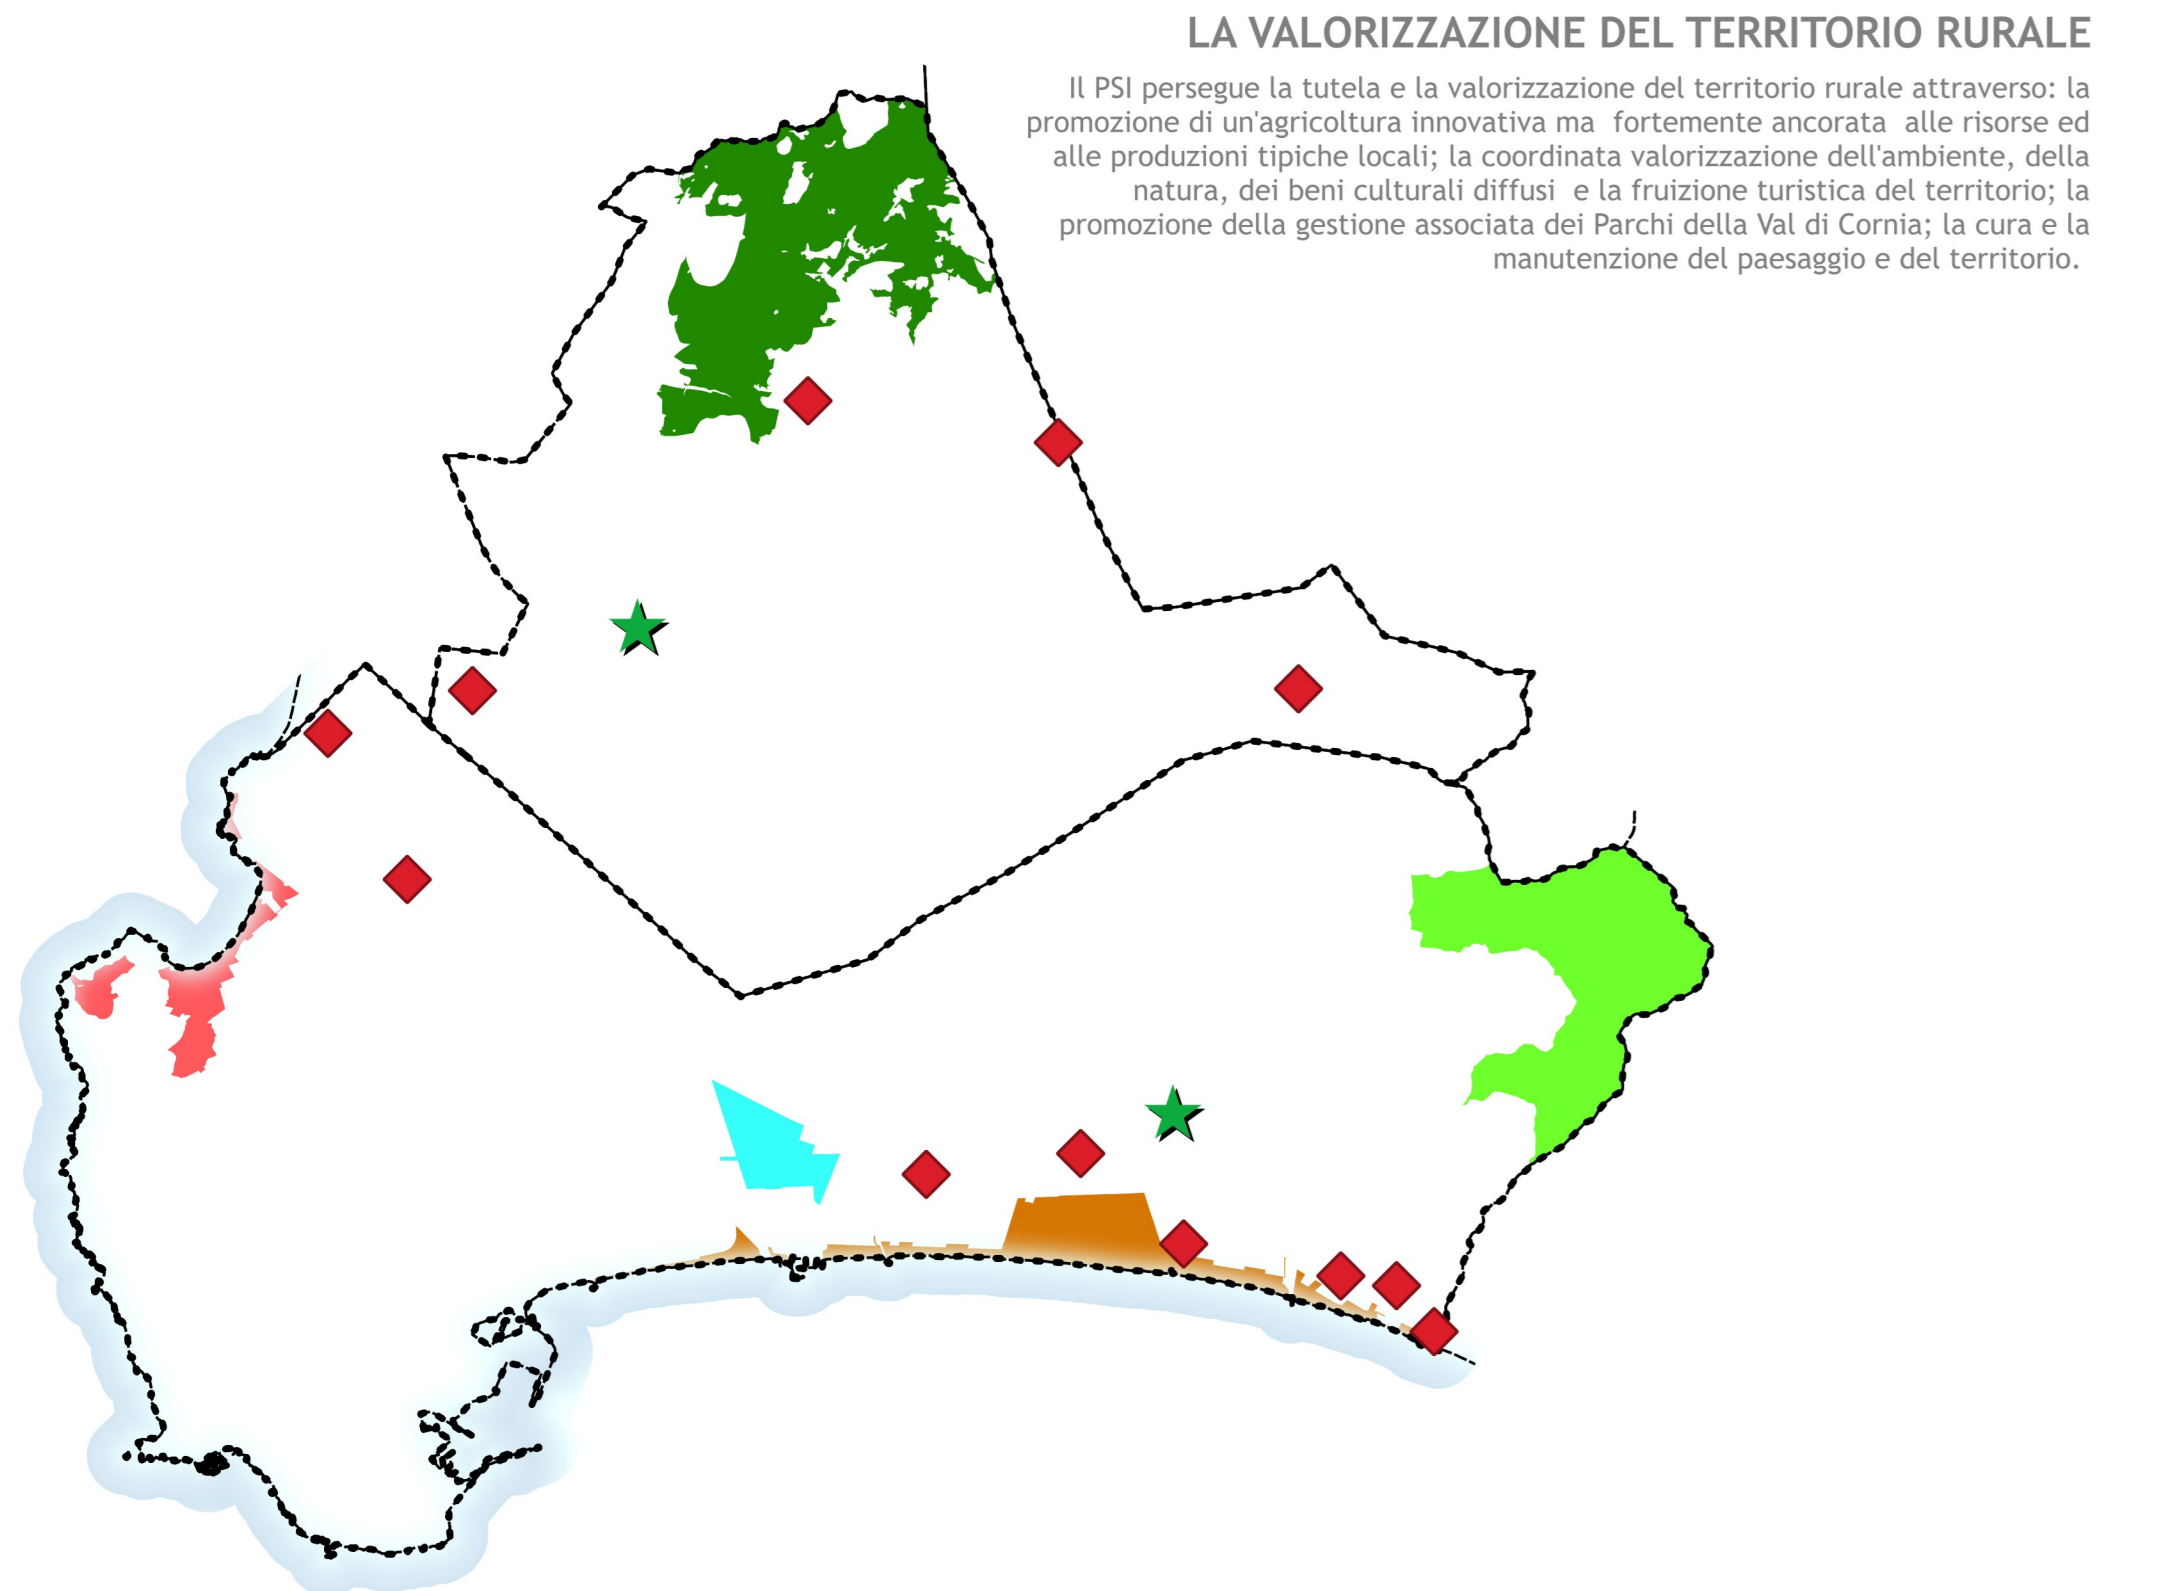 LA VALORIZZAZIONE DEL TERRITORIO RURALE
Il PSI persegue la tutela e la valorizzazione del territorio rurale attraverso: la
promozione di un'agricoltura innovativa ma  fortemente ancorata  alle risorse ed
alle produzioni tipiche locali; la coordinata valorizzazione dell'ambiente, della
natura, dei beni culturali diffusi  e la fruizione turistica del territorio; la
promozione della gestione associata dei Parchi della Val di Cornia; la cura e la
manutenzione del paesaggio e del territorio.